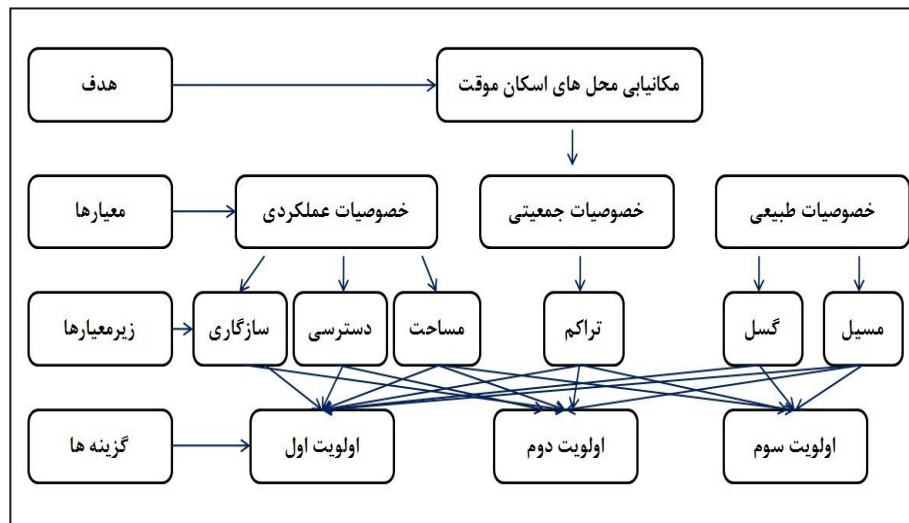 هدف
مکانیابی محل های اسکان موقت
معیارها
خصوصیات عملکردی
خصوصیات جمعیتی
خصوصیات طبیعی
زیرمعیارها
سازگاری
دسترسی
مساحت
تراکم
گسل
مسیل
گزینه ها
اولویت اول
اولویت دوم
اولویت سوم